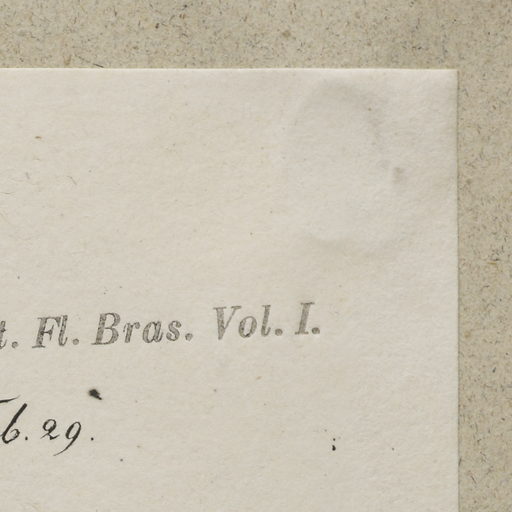 t. Fl. Bras. Vol. I.
b. 29.